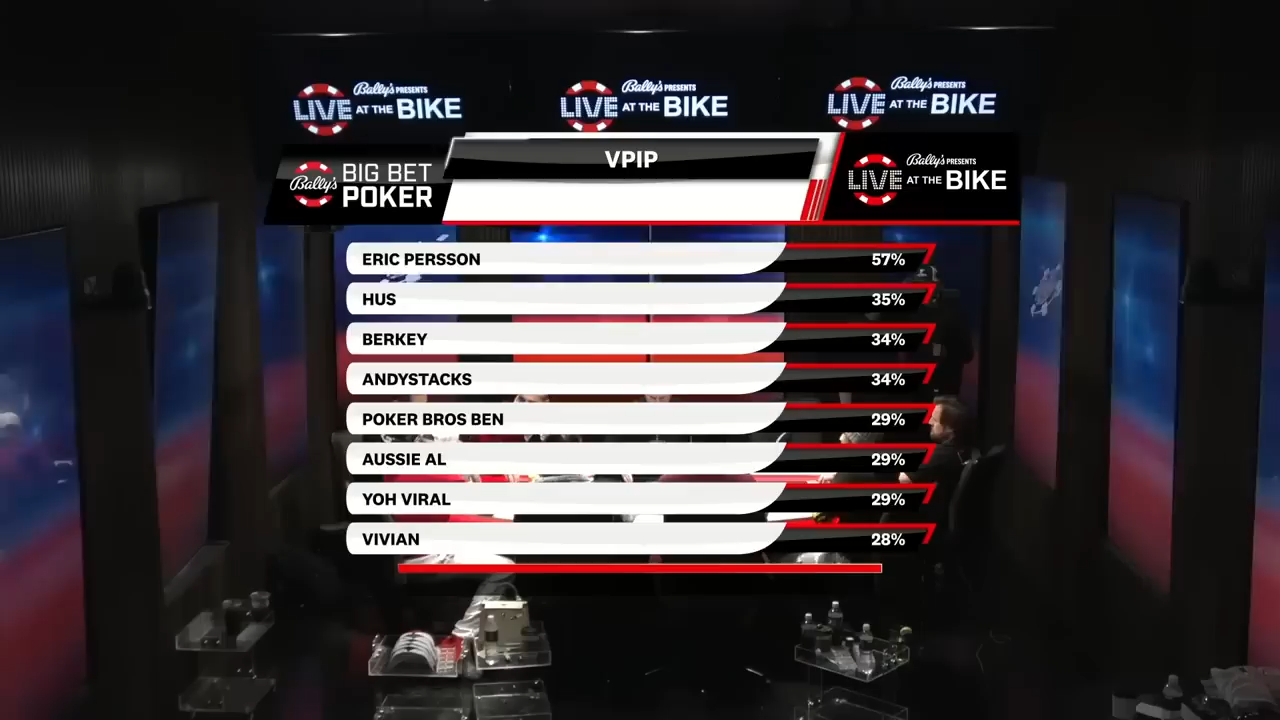 Bally's PRESENTS
LIVE AT THE BIKE
Bally's PRESENTS
LIVE AT THE BIKE
Bally's PRESENTS
LIVE AT THE BIKE
Bally's BIG BET POKER
VPIP
Bally's PRESENTS
LIVE AT THE BIKE
ERIC PERSSON 57%
HUS 35%
BERKEY 34%
ANDYSTACKS 34%
POKER BROS BEN 29%
AUSSIE AL 29%
YOH VIRAL 29%
VIVIAN 28%